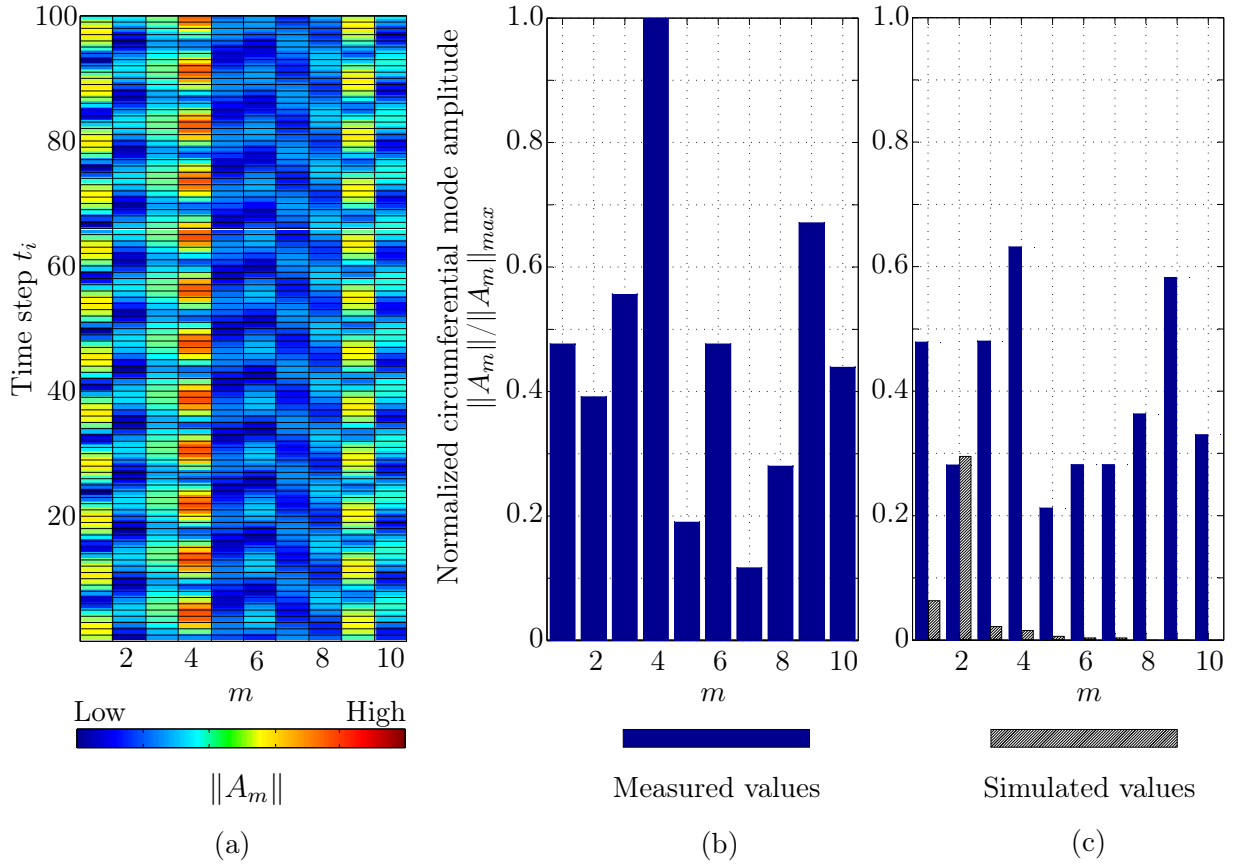 100
80
60
40
20
Time step t_i
2
4
6
8
10
m
Low
High
‖A_m‖
(a)
Normalized circumferential mode amplitude
‖A_m‖/‖A_m‖_max
1.0
0.8
0.6
0.4
0.2
0
2
4
6
8
10
m
Measured values
(b)
1.0
0.8
0.6
0.4
0.2
0
2
4
6
8
10
m
Simulated values
(c)